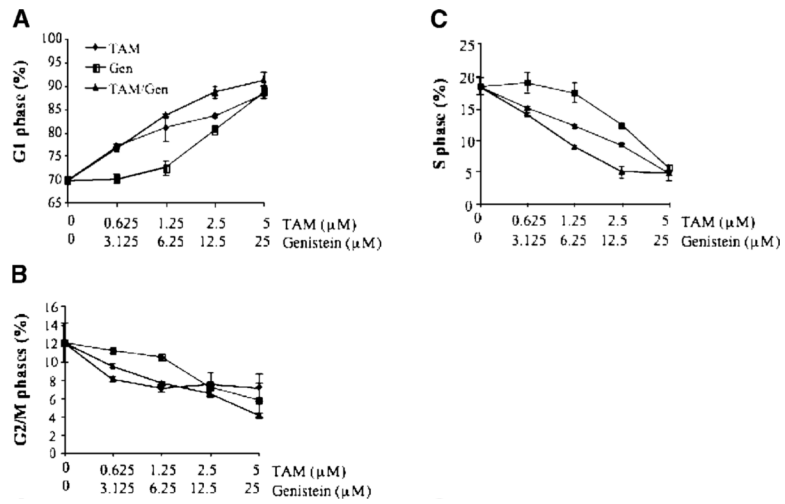 A
G1 phase (%)
100
95
90
85
80
75
70
65
TAM
Gen
TAM/Gen
0 0.625 1.25 2.5 5 TAM (µM)
0 3.125 6.25 12.5 25 Genistein (µM)
C
S phase (%)
25
20
15
10
5
0
0 0.625 1.25 2.5 5 TAM (µM)
0 3.125 6.25 12.5 25 Genistein (µM)
B
G2/M phases (%)
16
14
12
10
8
6
4
2
0
0 0.625 1.25 2.5 5 TAM (µM)
0 3.125 6.25 12.5 25 Genistein (µM)